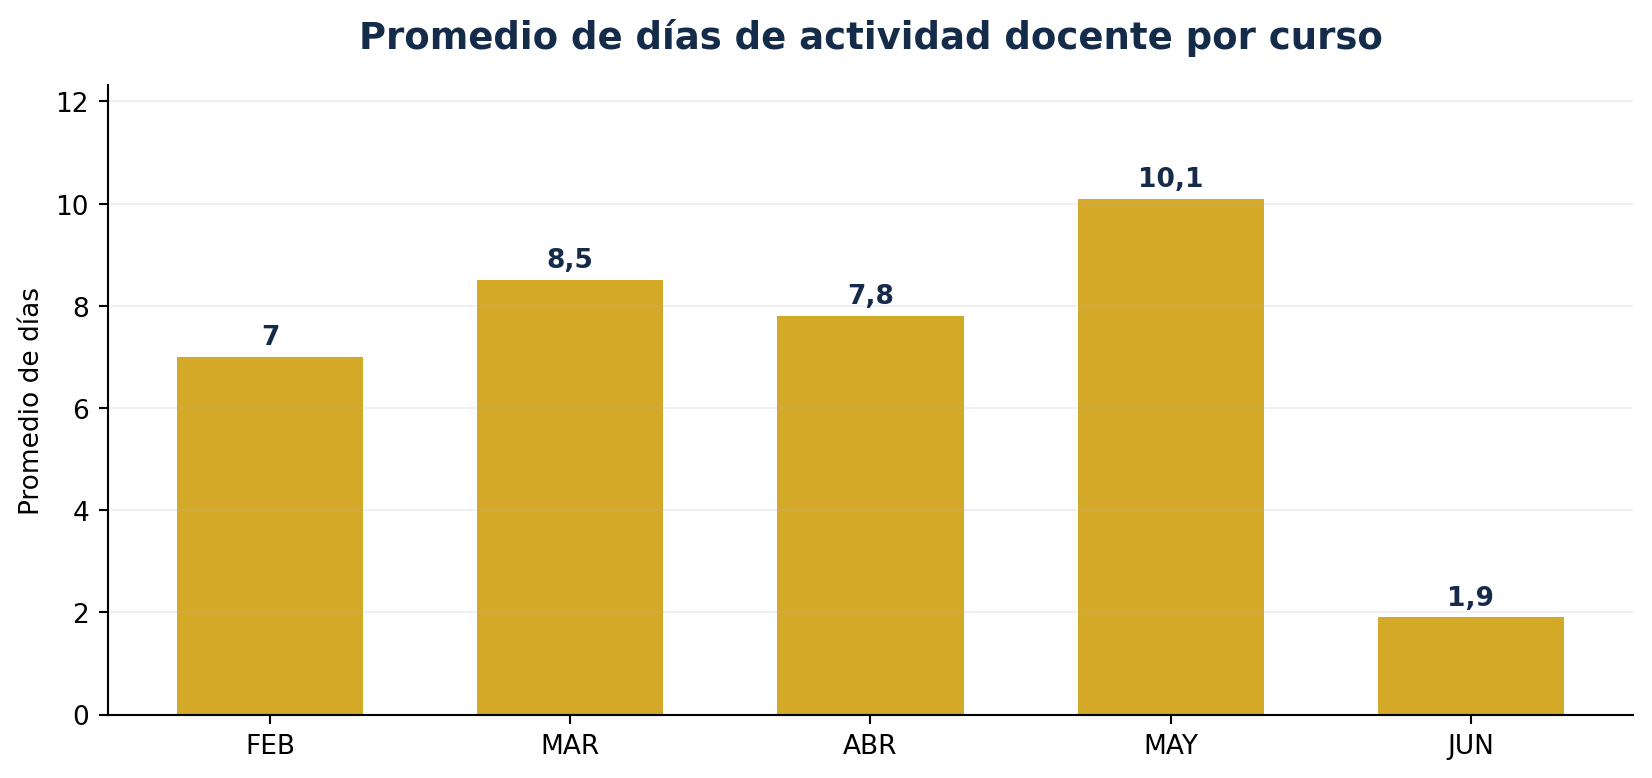 Promedio de días de actividad docente por curso
Promedio de días
12
10
8
6
4
2
0
7
8,5
7,8
10,1
1,9
FEB
MAR
ABR
MAY
JUN